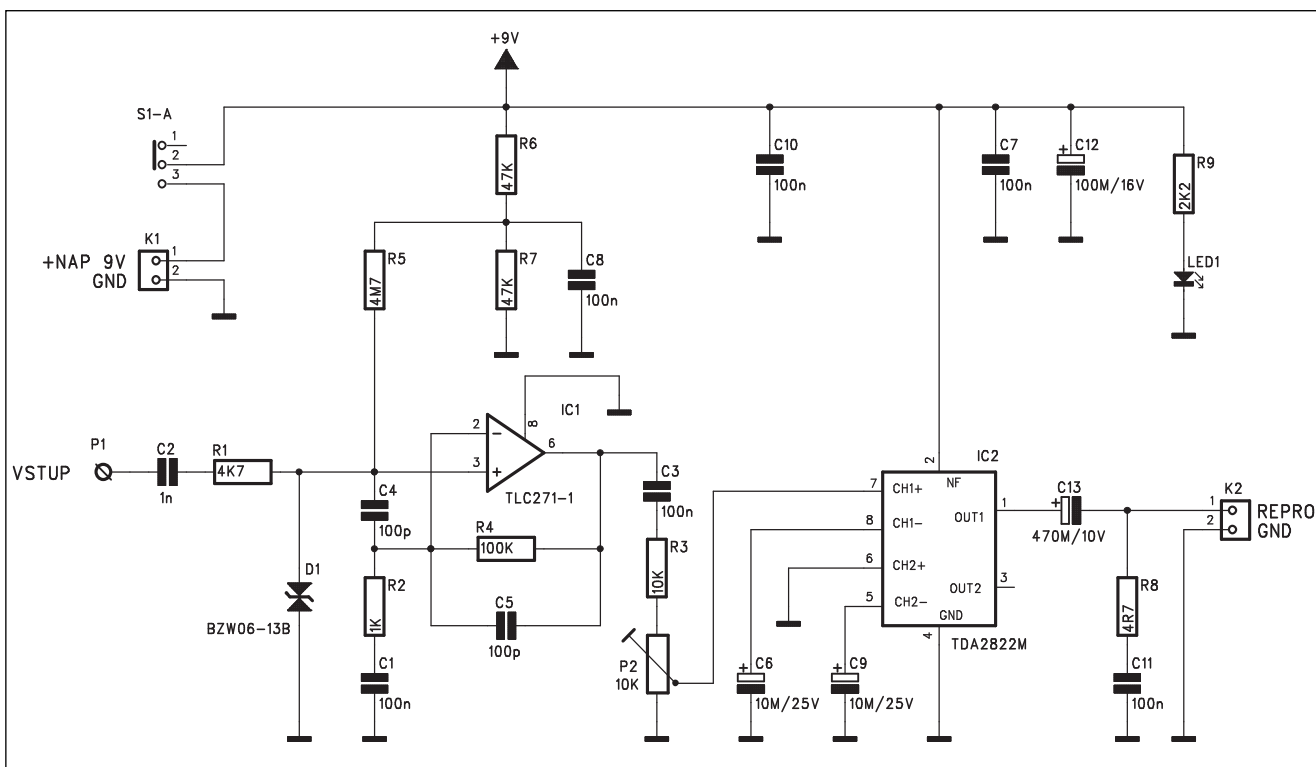 +9V
S1-A
1
2
3
K1
+NAP 9V
GND
1
2
R6
47K
R5
4M7
R7
47K
C8
100n
C10
100n
C7
100n
+
C12
100M/16V
R9
2K2
LED1
VSTUP
P1
C2
1n
R1
4K7
D1
BZW06-13B
C4
100p
R2
1K
C1
100n
IC1
2
3
8
6
−
+
TLC271-1
R4
100K
C5
100p
C3
100n
R3
10K
P2
10K
+
C6
10M/25V
+
C9
10M/25V
IC2
2
NF
7
CH1+
8
CH1-
6
CH2+
5
CH2-
1
OUT1
3
OUT2
GND
4
TDA2822M
+
C13
470M/10V
R8
4R7
C11
100n
K2
1
2
REPRO
GND